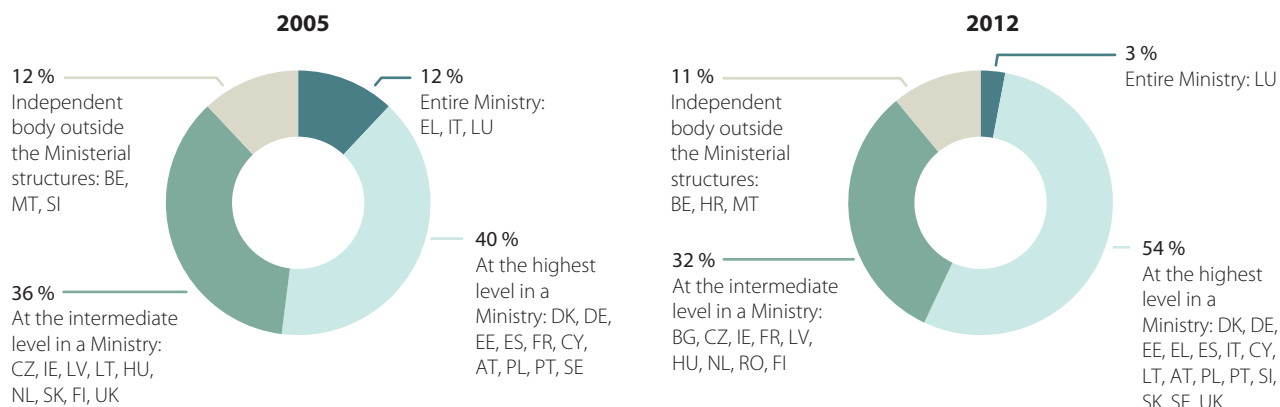 2005
12 %
Independent
body outside
the Ministerial
structures: BE,
MT, SI
12 %
Entire Ministry:
EL, IT, LU
40 %
At the highest
level in a
Ministry: DK, DE,
EE, ES, FR, CY,
AT, PL, PT, SE
36 %
At the intermediate
level in a Ministry:
CZ, IE, LV, LT, HU,
NL, SK, FI, UK
2012
3 %
Entire Ministry: LU
11 %
Independent
body outside
the Ministerial
structures:
BE, HR, MT
54 %
At the highest
level in a
Ministry: DK, DE,
EE, EL, ES, IT, CY,
LT, AT, PL, PT, SI,
SK, SE, UK
32 %
At the intermediate
level in a Ministry:
BG, CZ, IE, FR, LV,
HU, NL, RO, FI